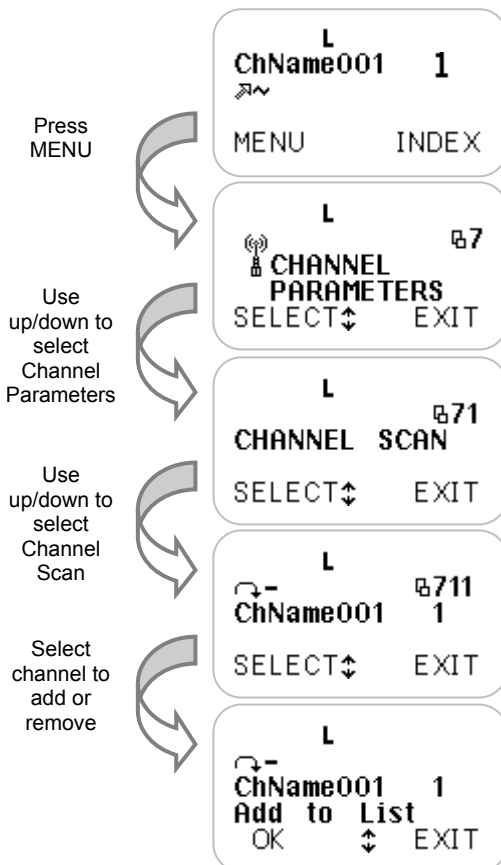 L
ChName001 1
MENU INDEX
Press
MENU
L
7
CHANNEL
PARAMETERS
SELECT EXIT
Use
up/down to
select
Channel
Parameters
L
71
CHANNEL SCAN
SELECT EXIT
Use
up/down to
select
Channel
Scan
L
711
ChName001 1
SELECT EXIT
Select
channel to
add or
remove
L
ChName001 1
Add to List
OK EXIT